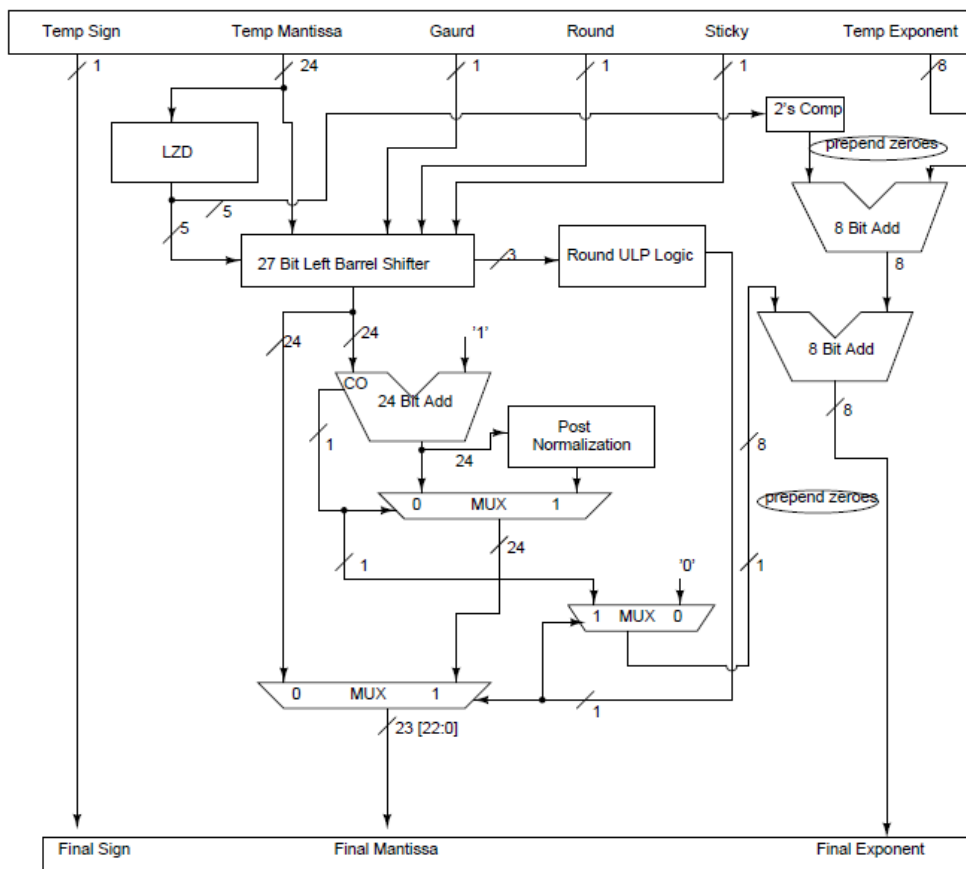 Temp Sign Temp Mantissa Gaurd Round Sticky Temp Exponent
1 24 1 1 1 8
2's Comp
prepend zeroes
LZD
5 5
8 Bit Add
27 Bit Left Barrel Shifter 3 Round ULP Logic
8
24 24 '1'
8 Bit Add
CO
24 Bit Add
1 24 Post
Normalization
8
8
0 MUX 1
prepend zeroes
24
1 '0' 1
1 MUX 0
0 MUX 1
1
23 [22:0]
Final Sign Final Mantissa Final Exponent